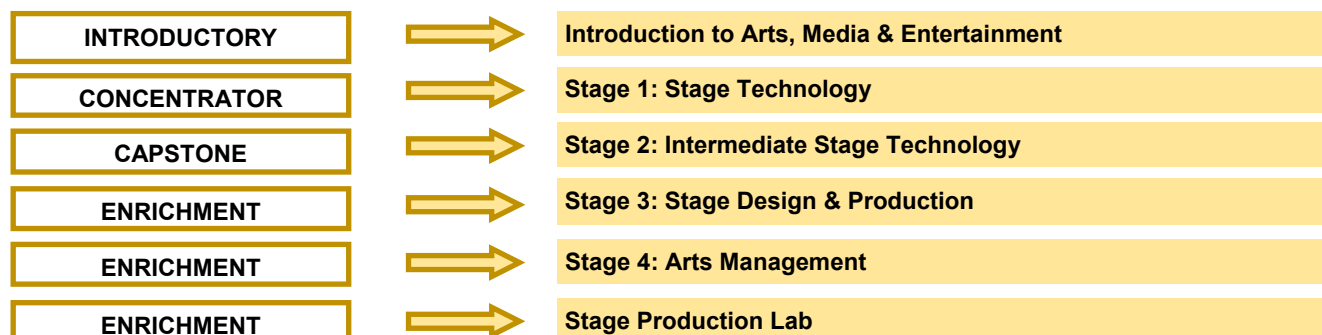 INTRODUCTORY
Introduction to Arts, Media & Entertainment
CONCENTRATOR
Stage 1: Stage Technology
CAPSTONE
Stage 2: Intermediate Stage Technology
ENRICHMENT
Stage 3: Stage Design & Production
ENRICHMENT
Stage 4: Arts Management
ENRICHMENT
Stage Production Lab